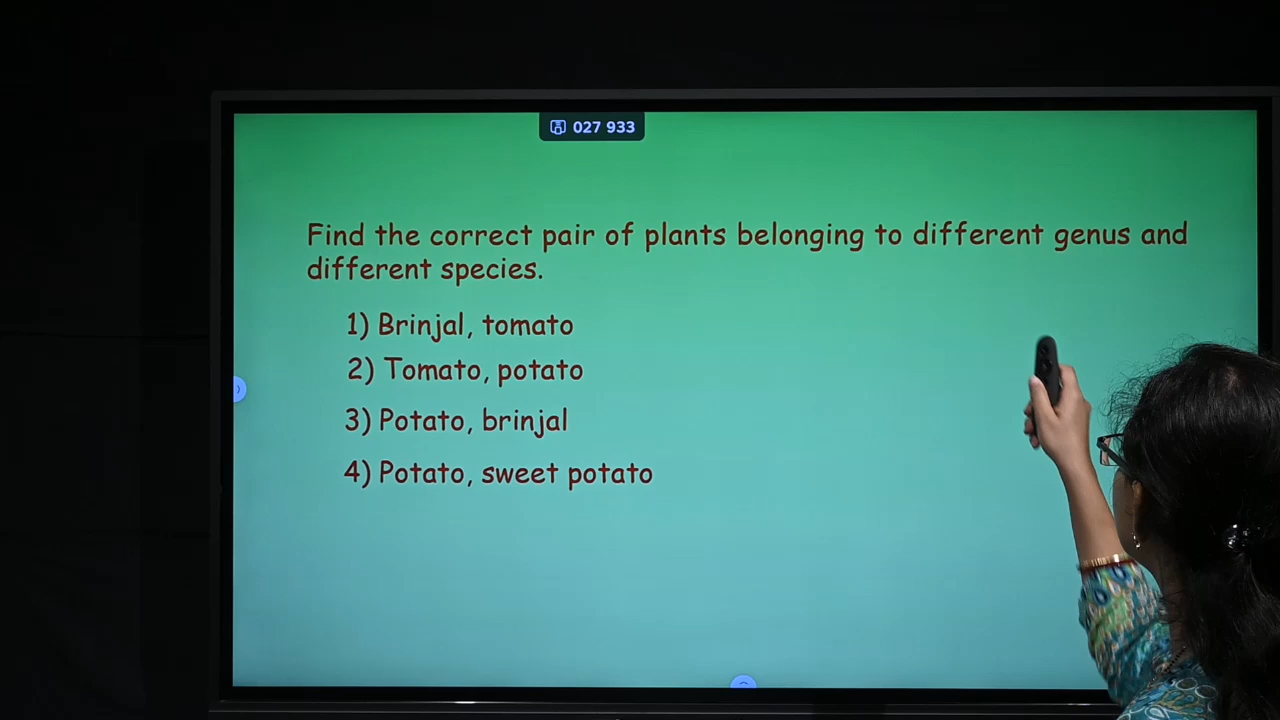 027 933
Find the correct pair of plants belonging to different genus and
different species.
1) Brinjal, tomato
2) Tomato, potato
3) Potato, brinjal
4) Potato, sweet potato